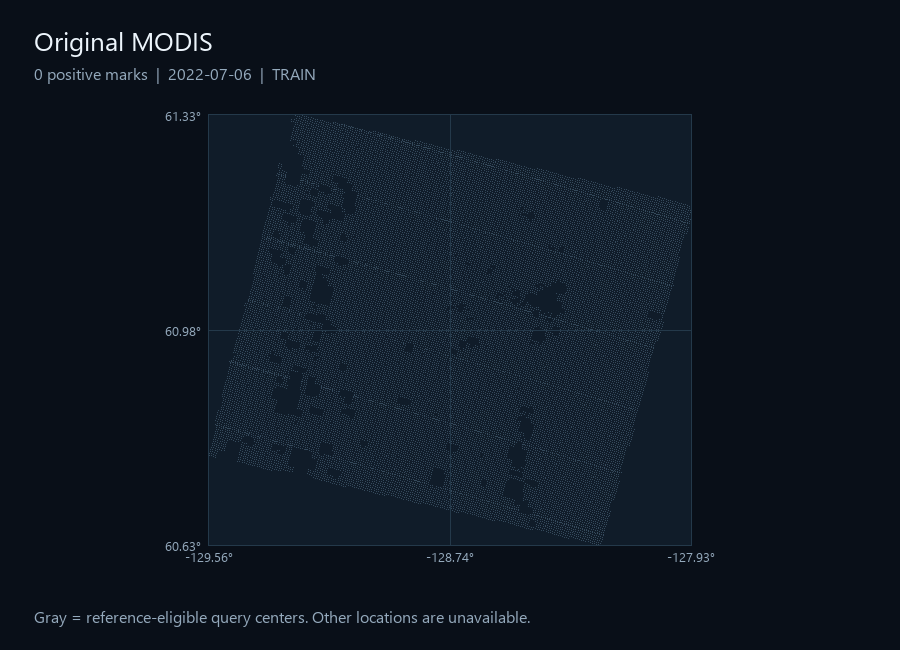 Original MODIS
0 positive marks | 2022-07-06 | TRAIN
61.33°
60.98°
60.63°
-129.56° -128.74° -127.93°
Gray = reference-eligible query centers. Other locations are unavailable.